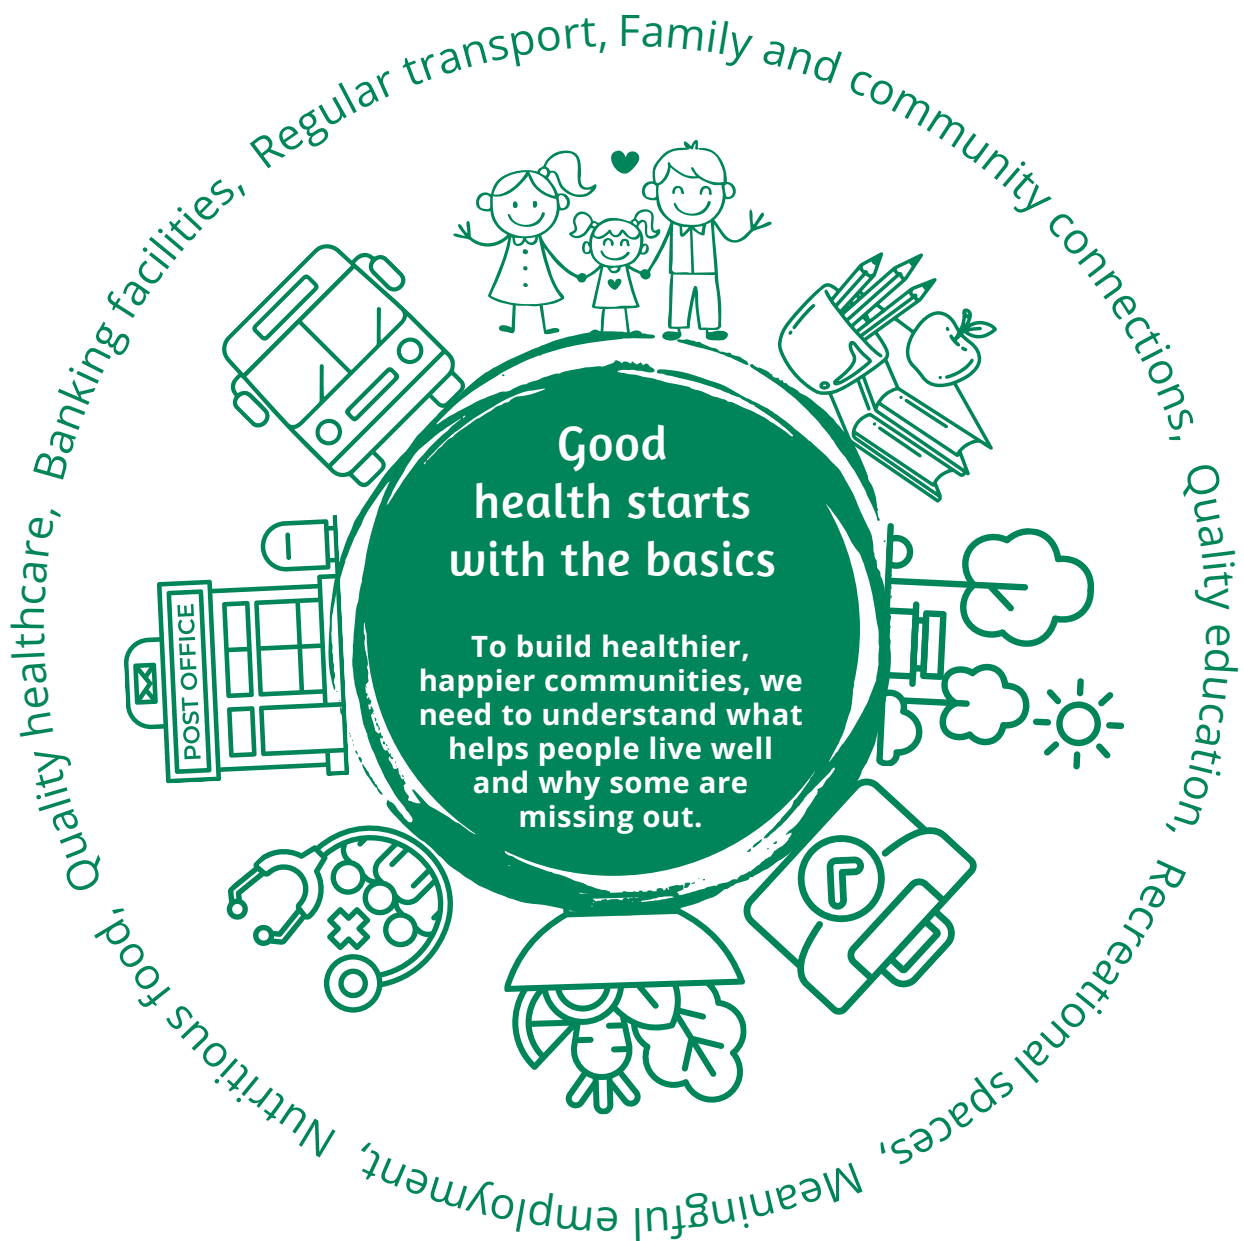 Regular transport, Family and community connections, Quality education, Recreational spaces, Meaningful employment, Nutritious food, Quality healthcare, Banking facilities,
Good
health starts
with the basics
To build healthier,
happier communities, we
need to understand what
helps people live well
and why some are
missing out.
POST OFFICE